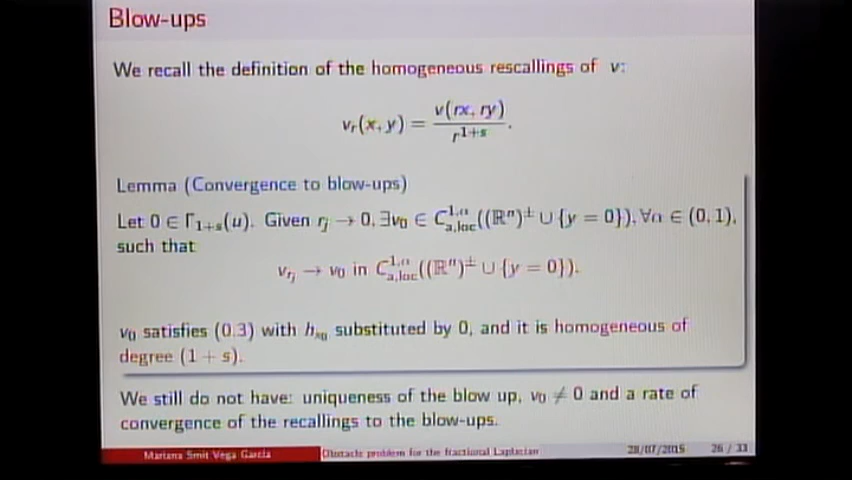 Blow-ups
We recall the definition of the homogeneous rescallings of v:
v_r(x, y) = v(rx, ry) / r^{1+s}.
Lemma (Convergence to blow-ups)
Let 0 ∈ Γ_{1+s}(u). Given r_j → 0, ∃v_0 ∈ C^{1,α}_{a,loc}((ℝ^n)^± ∪ {y = 0}), ∀α ∈ (0, 1),
such that
v_{r_j} → v_0 in C^{1,α}_{a,loc}((ℝ^n)^± ∪ {y = 0}).
v_0 satisfies (0.3) with h_{x_0} substituted by 0, and it is homogeneous of
degree (1 + s).
We still do not have: uniqueness of the blow up, v_0 ≠ 0 and a rate of
convergence of the recallings to the blow-ups.
Mariana Smit Vega Garcia Obstacle problem for the fractional Laplacian 28/07/2015 26 / 33